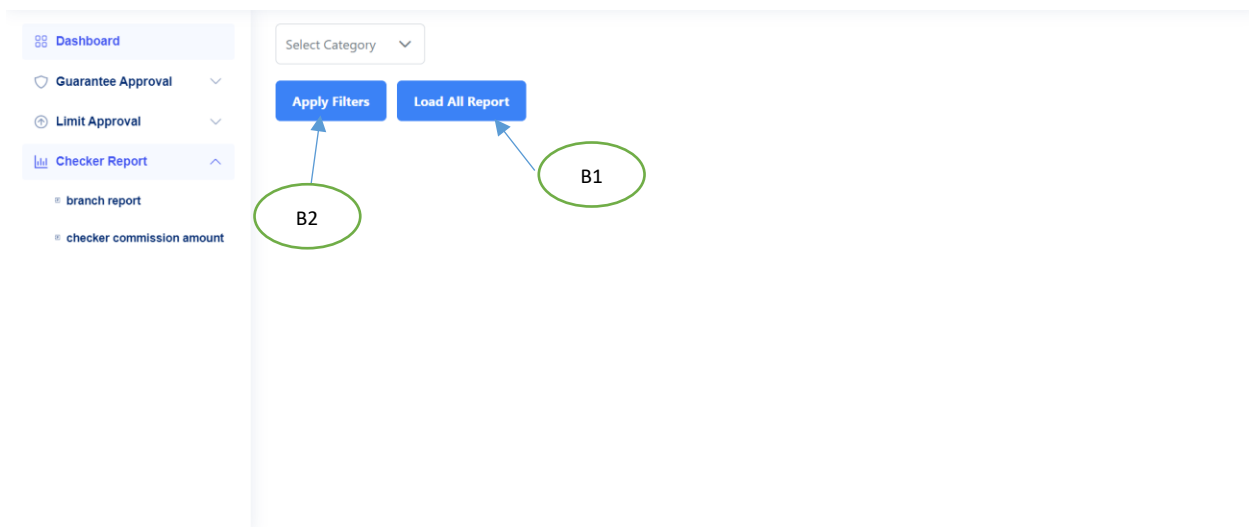 Dashboard
Guarantee Approval
Limit Approval
Checker Report
branch report
checker commission amount
Select Category
Apply Filters
Load All Report
B1
B2